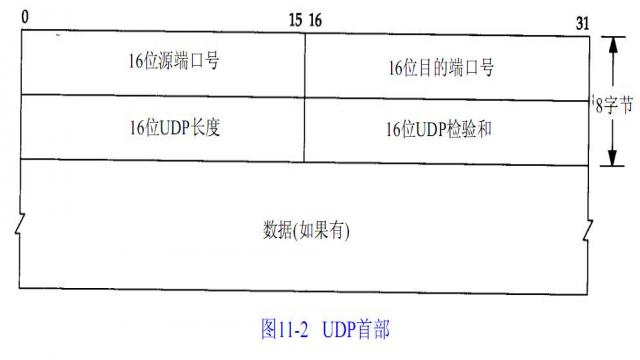 0 15 16 31
16位源端口号 16位目的端口号
8字节
16位UDP长度 16位UDP检验和
数据(如果有)
图11-2 UDP首部